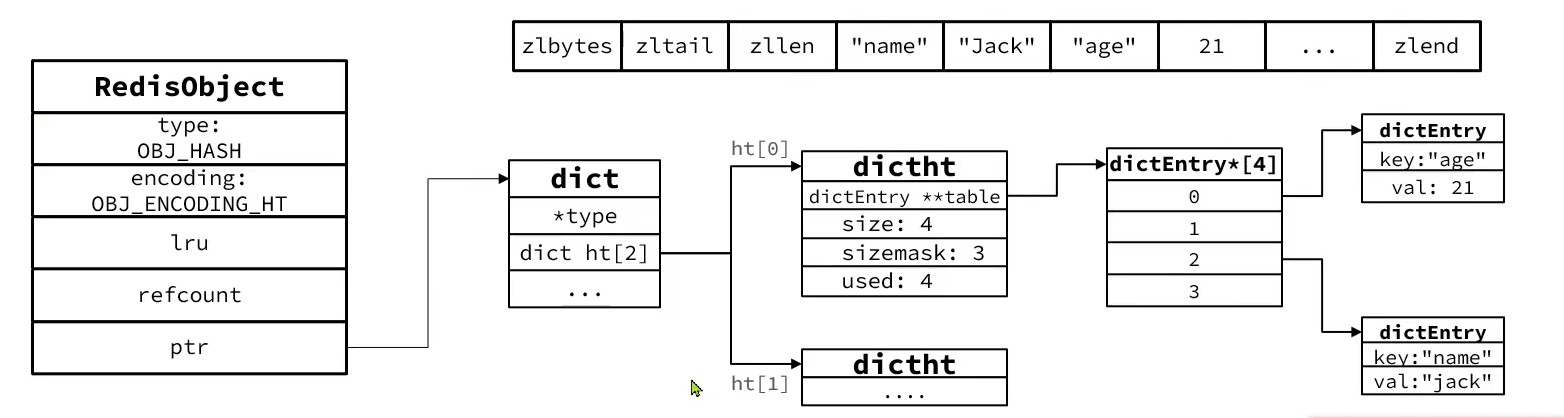 zlbytes zltail zllen "name" "Jack" "age" 21 ... zlend
RedisObject
type:
OBJ_HASH
encoding:
OBJ_ENCODING_HT
lru
refcount
ptr
dict
*type
dict ht[2]
...
ht[0]
dictht
dictEntry **table
size: 4
sizemask: 3
used: 4
ht[1]
dictht
....
dictEntry*[4]
0
1
2
3
dictEntry
key:"age"
val: 21
dictEntry
key:"name"
val:"jack"